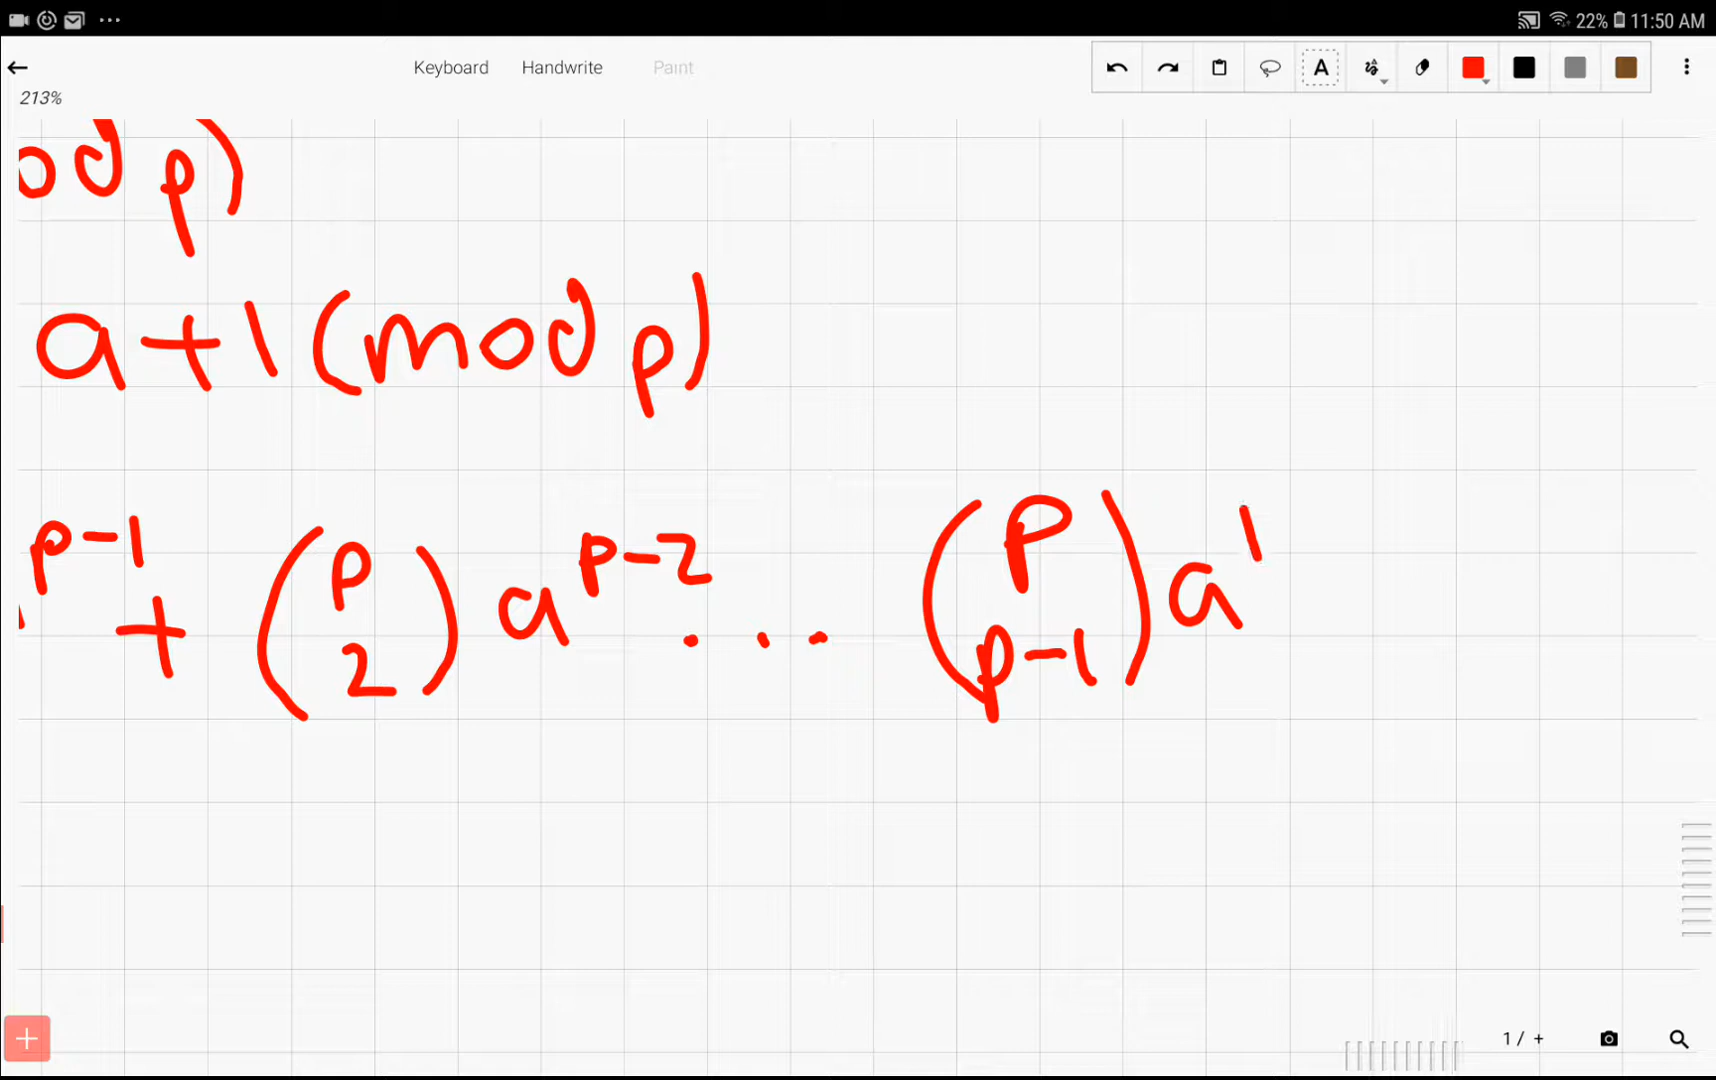 22% 11:50 AM
Keyboard Handwrite Paint A
213%
od p)
a+1 (mod p)
p-1 + (p 2) a^p-2 ... (p p-1) a^1
1 / +